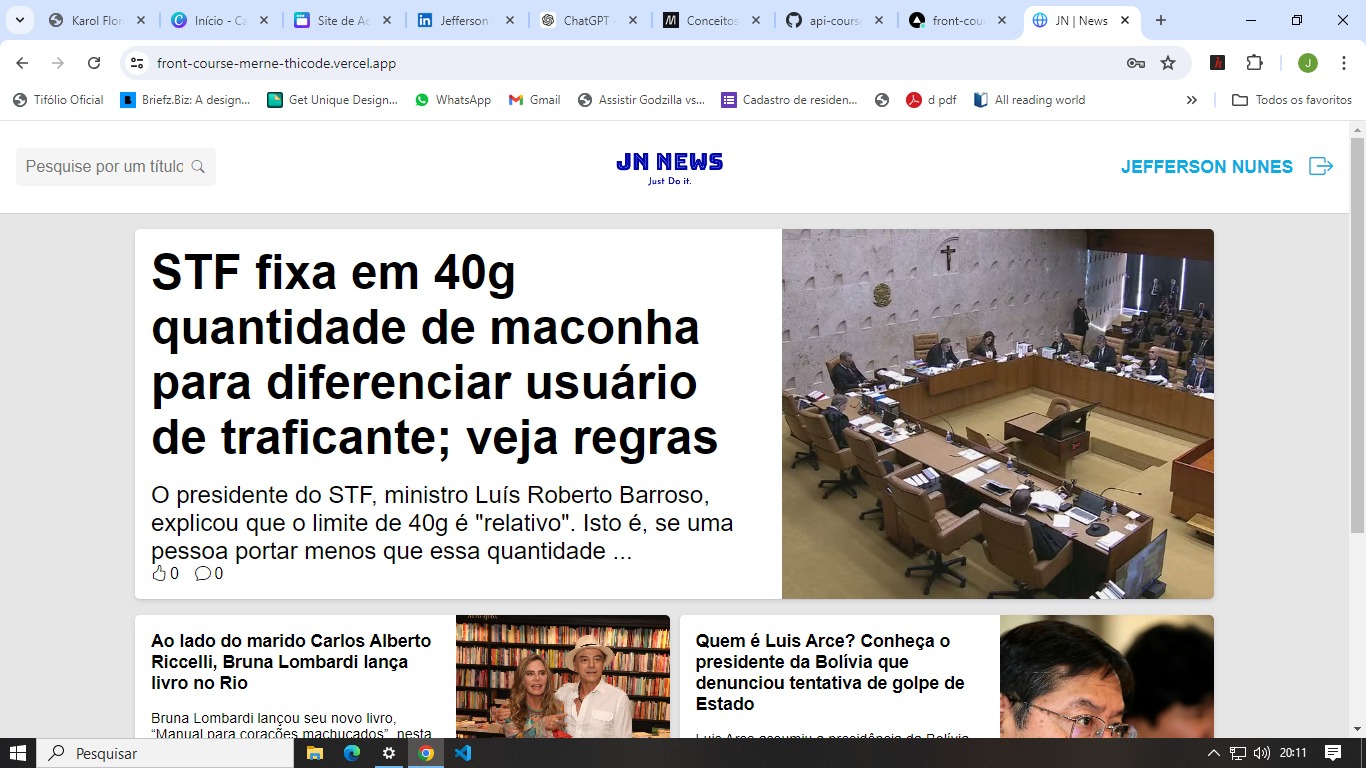 Karol Flor
Início - Ca
Site de Ac
Jefferson
ChatGPT -
Conceitos
api-course
front-cour
JN | News
front-course-merne-thicode.vercel.app
J
Tifólio Oficial
Briefz.Biz: A design...
Get Unique Design...
WhatsApp
Gmail
Assistir Godzilla vs...
Cadastro de residen...
d pdf
All reading world
Todos os favoritos
Pesquise por um título
JN NEWS
Just Do it.
JEFFERSON NUNES
STF fixa em 40g
quantidade de maconha
para diferenciar usuário
de traficante; veja regras
O presidente do STF, ministro Luís Roberto Barroso,
explicou que o limite de 40g é "relativo". Isto é, se uma
pessoa portar menos que essa quantidade ...
0 0
Ao lado do marido Carlos Alberto
Riccelli, Bruna Lombardi lança
livro no Rio
Bruna Lombardi lançou seu novo livro,
“Manual para corações machucados”, nesta
Quem é Luis Arce? Conheça o
presidente da Bolívia que
denunciou tentativa de golpe de
Estado
Luis Arce assumiu a presidência da Bolívia
Pesquisar
20:11